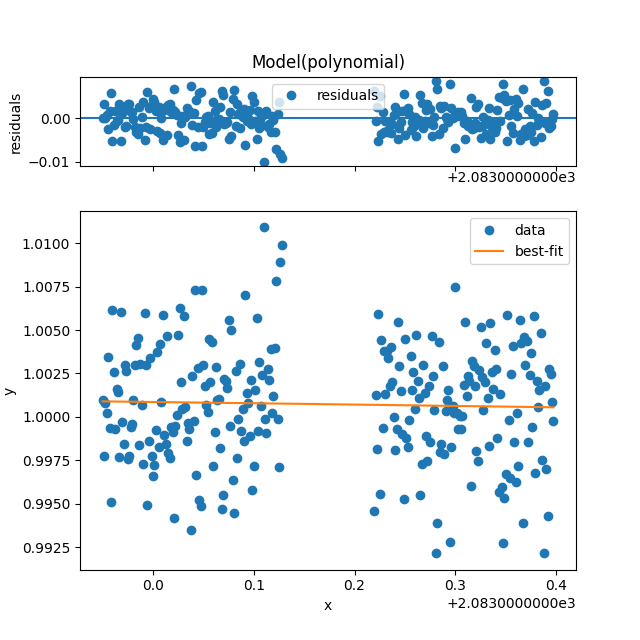 Model(polynomial)
residuals
0.00
−0.01
residuals
+2.0830000000e3
y
1.0100
1.0075
1.0050
1.0025
1.0000
0.9975
0.9950
0.9925
data
best-fit
0.0 0.1 0.2 0.3 0.4
x
+2.0830000000e3